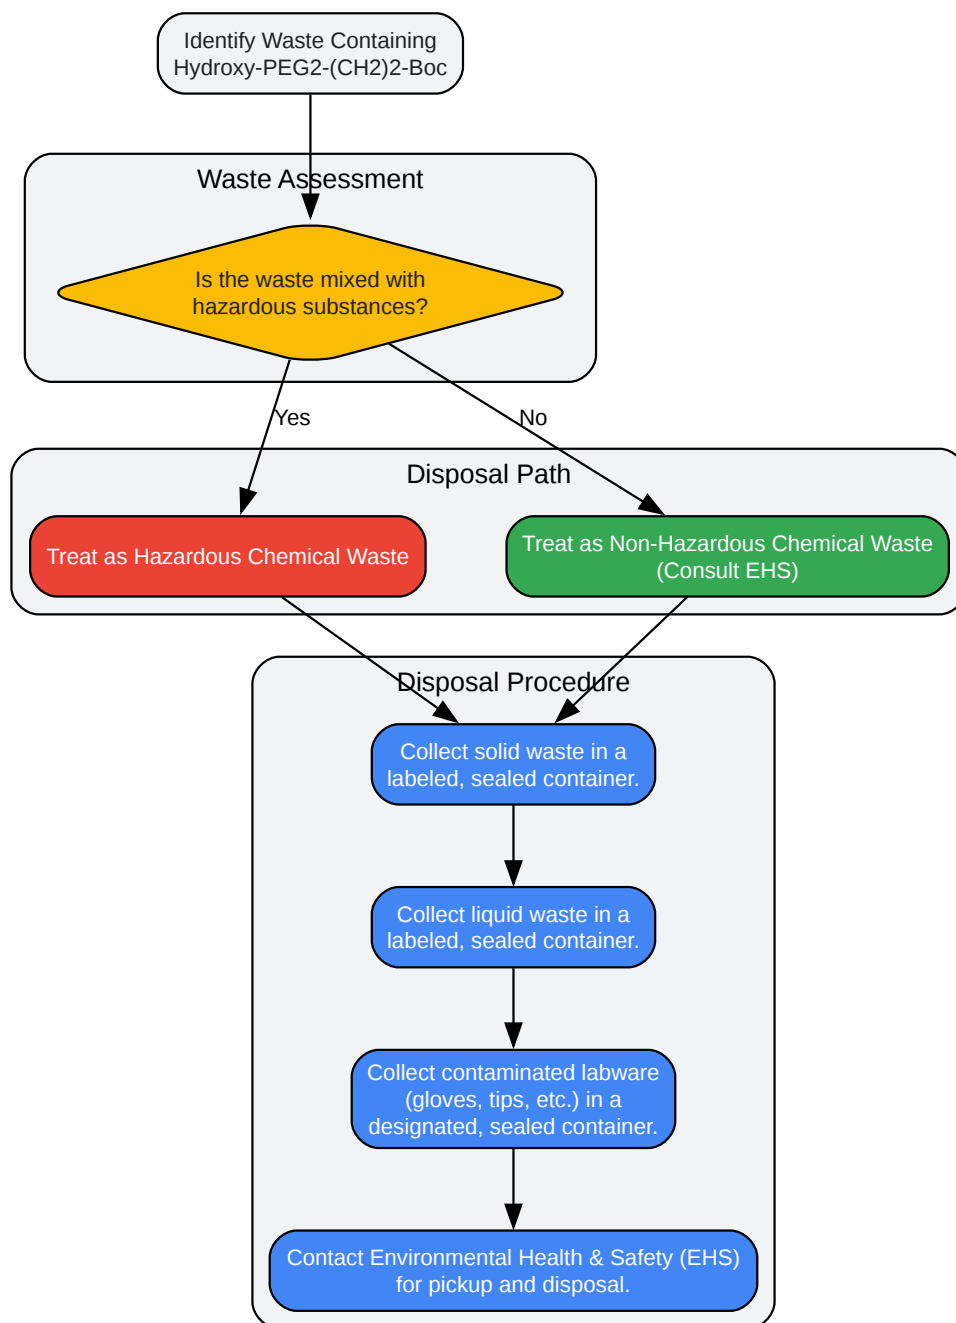 Identify Waste Containing
Hydroxy-PEG2-(CH2)2-Boc
Waste Assessment
Is the waste mixed with
hazardous substances?
Yes
No
Disposal Path
Treat as Hazardous Chemical Waste
Treat as Non-Hazardous Chemical Waste
(Consult EHS)
Disposal Procedure
Collect solid waste in a
labeled, sealed container.
Collect liquid waste in a
labeled, sealed container.
Collect contaminated labware
(gloves, tips, etc.) in a
designated, sealed container.
Contact Environmental Health & Safety (EHS)
for pickup and disposal.